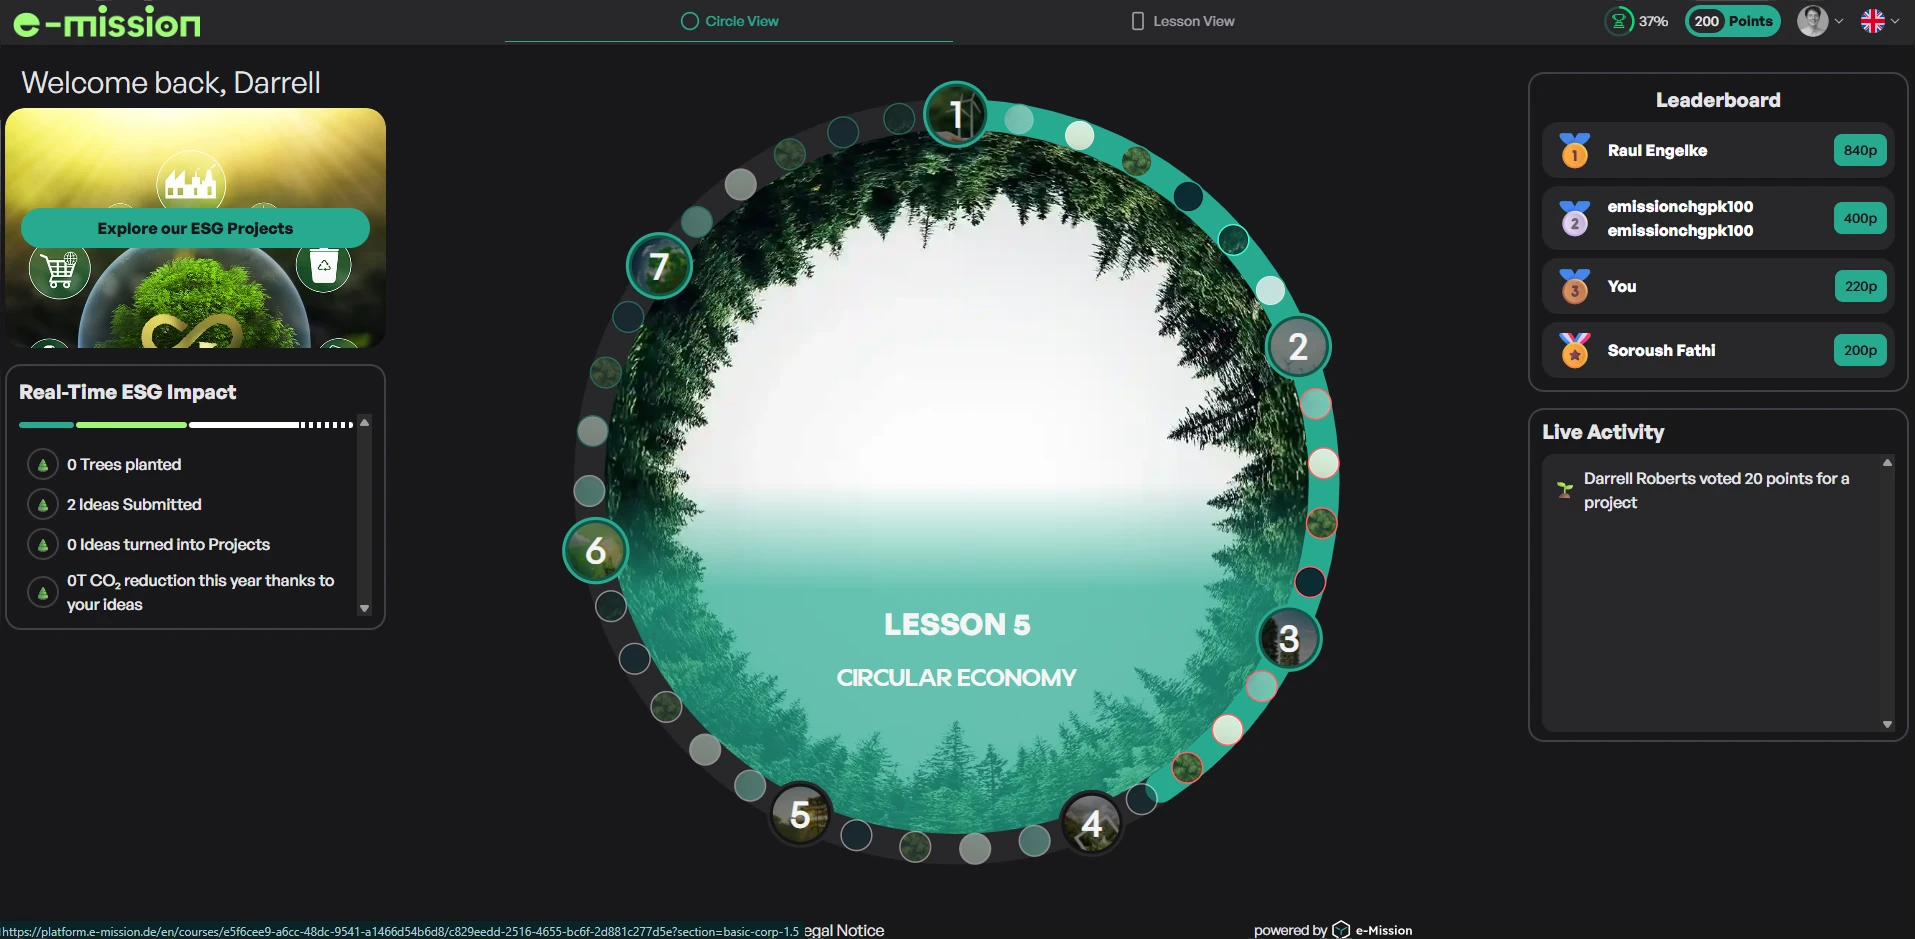 e-mission
Circle View
Lesson View
37%
200 Points
Welcome back, Darrell
Explore our ESG Projects
Real-Time ESG Impact
0 Trees planted
2 Ideas Submitted
0 Ideas turned into Projects
0T CO₂ reduction this year thanks to
your ideas
1
2
3
4
5
6
7
LESSON 5
CIRCULAR ECONOMY
Leaderboard
1 Raul Engelke 840p
2 emissionchgpk100
emissionchgpk100 400p
3 You 220p
Soroush Fathi 200p
Live Activity
Darrell Roberts voted 20 points for a
project
https://platform.e-mission.de/en/courses/e5f6cee9-a6cc-48dc-9541-a1466d54b6d8/c829eedd-2516-4655-bc6f-2d881c277d5e?section=basic-corp-1.5
egal Notice
powered by e-Mission